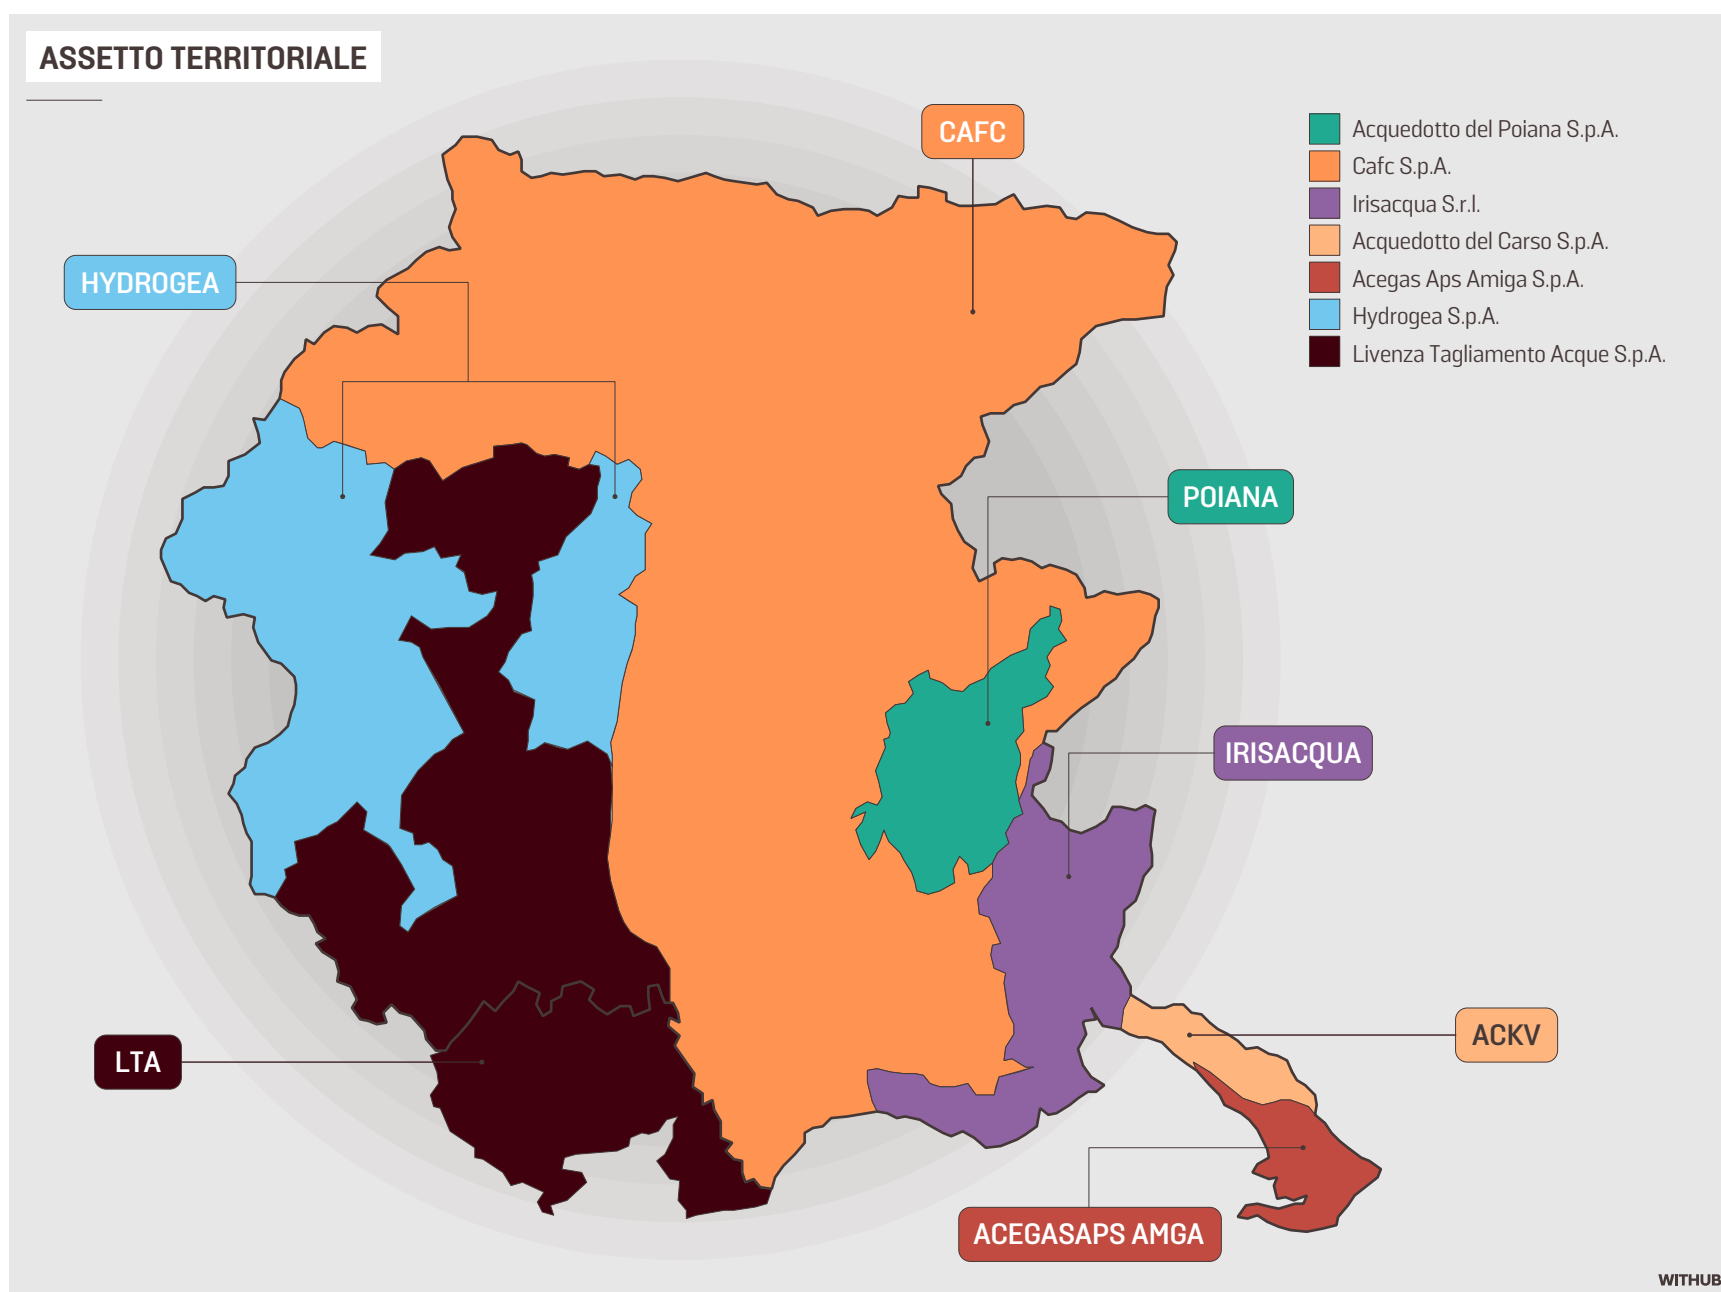 ASSETTO TERRITORIALE
CAFC
Acquedotto del Poiana S.p.A.
Cafc S.p.A.
Irisacqua S.r.l.
Acquedotto del Carso S.p.A.
Acegas Aps Amiga S.p.A.
Hydrogea S.p.A.
Livenza Tagliamento Acque S.p.A.
HYDROGEA
POIANA
IRISACQUA
ACKV
LTA
ACEGASAPS AMGA
WITHUB